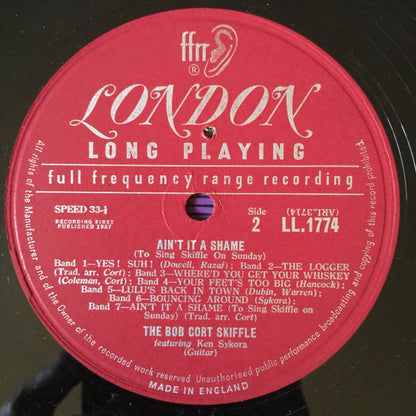 ffrr
®
LONDON
LONG PLAYING
full frequency range recording
SPEED 33⅓
RECORDING FIRST
PUBLISHED 1957
Side
2
LL.1774
(ARL.3714)
AIN'T IT A SHAME
(To Sing Skiffle On Sunday)
Band 1—YES! SUH! (Dowell, Razaf); Band 2—THE LOGGER
(Trad. arr. Cort); Band 3—WHERE'D YOU GET YOUR WHISKEY
(Coleman, Cort); Band 4—YOUR FEET'S TOO BIG (Hancock);
Band 5—LULU'S BACK IN TOWN (Dubin, Warren);
Band 6—BOUNCING AROUND (Sykora);
Band 7—AIN'T IT A SHAME (To Sing Skiffle on
Sunday) (Trad. arr. Cort)
THE BOB CORT SKIFFLE
featuring Ken Sykora
(Guitar)
All rights of the Manufacturer and of the Owner of the recorded work reserved Unauthorised public performance broadcasting and copying of this record prohibited.
MADE IN ENGLAND